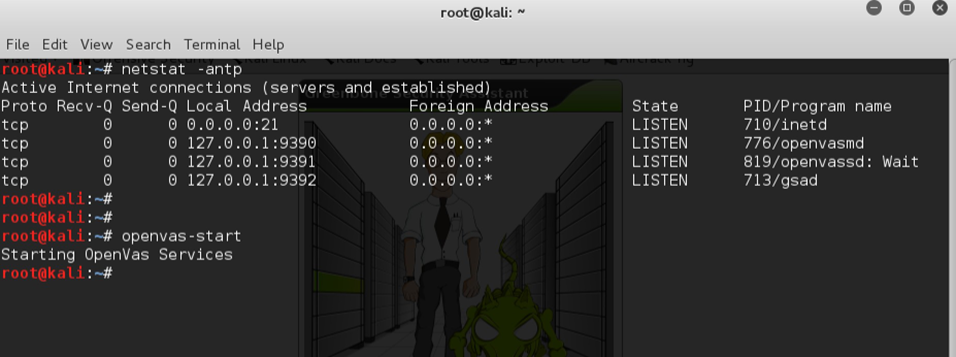 root@kali: ~
File Edit View Search Terminal Help
root@kali:~# netstat -antp
Active Internet connections (servers and established)
Proto Recv-Q Send-Q Local Address Foreign Address State PID/Program name
tcp 0 0 0.0.0.0:21 0.0.0.0:* LISTEN 710/inetd
tcp 0 0 127.0.0.1:9390 0.0.0.0:* LISTEN 776/openvasmd
tcp 0 0 127.0.0.1:9391 0.0.0.0:* LISTEN 819/openvassd: Wait
tcp 0 0 127.0.0.1:9392 0.0.0.0:* LISTEN 713/gsad
root@kali:~#
root@kali:~#
root@kali:~# openvas-start
Starting OpenVas Services
root@kali:~#
Greenbone Security Assistant